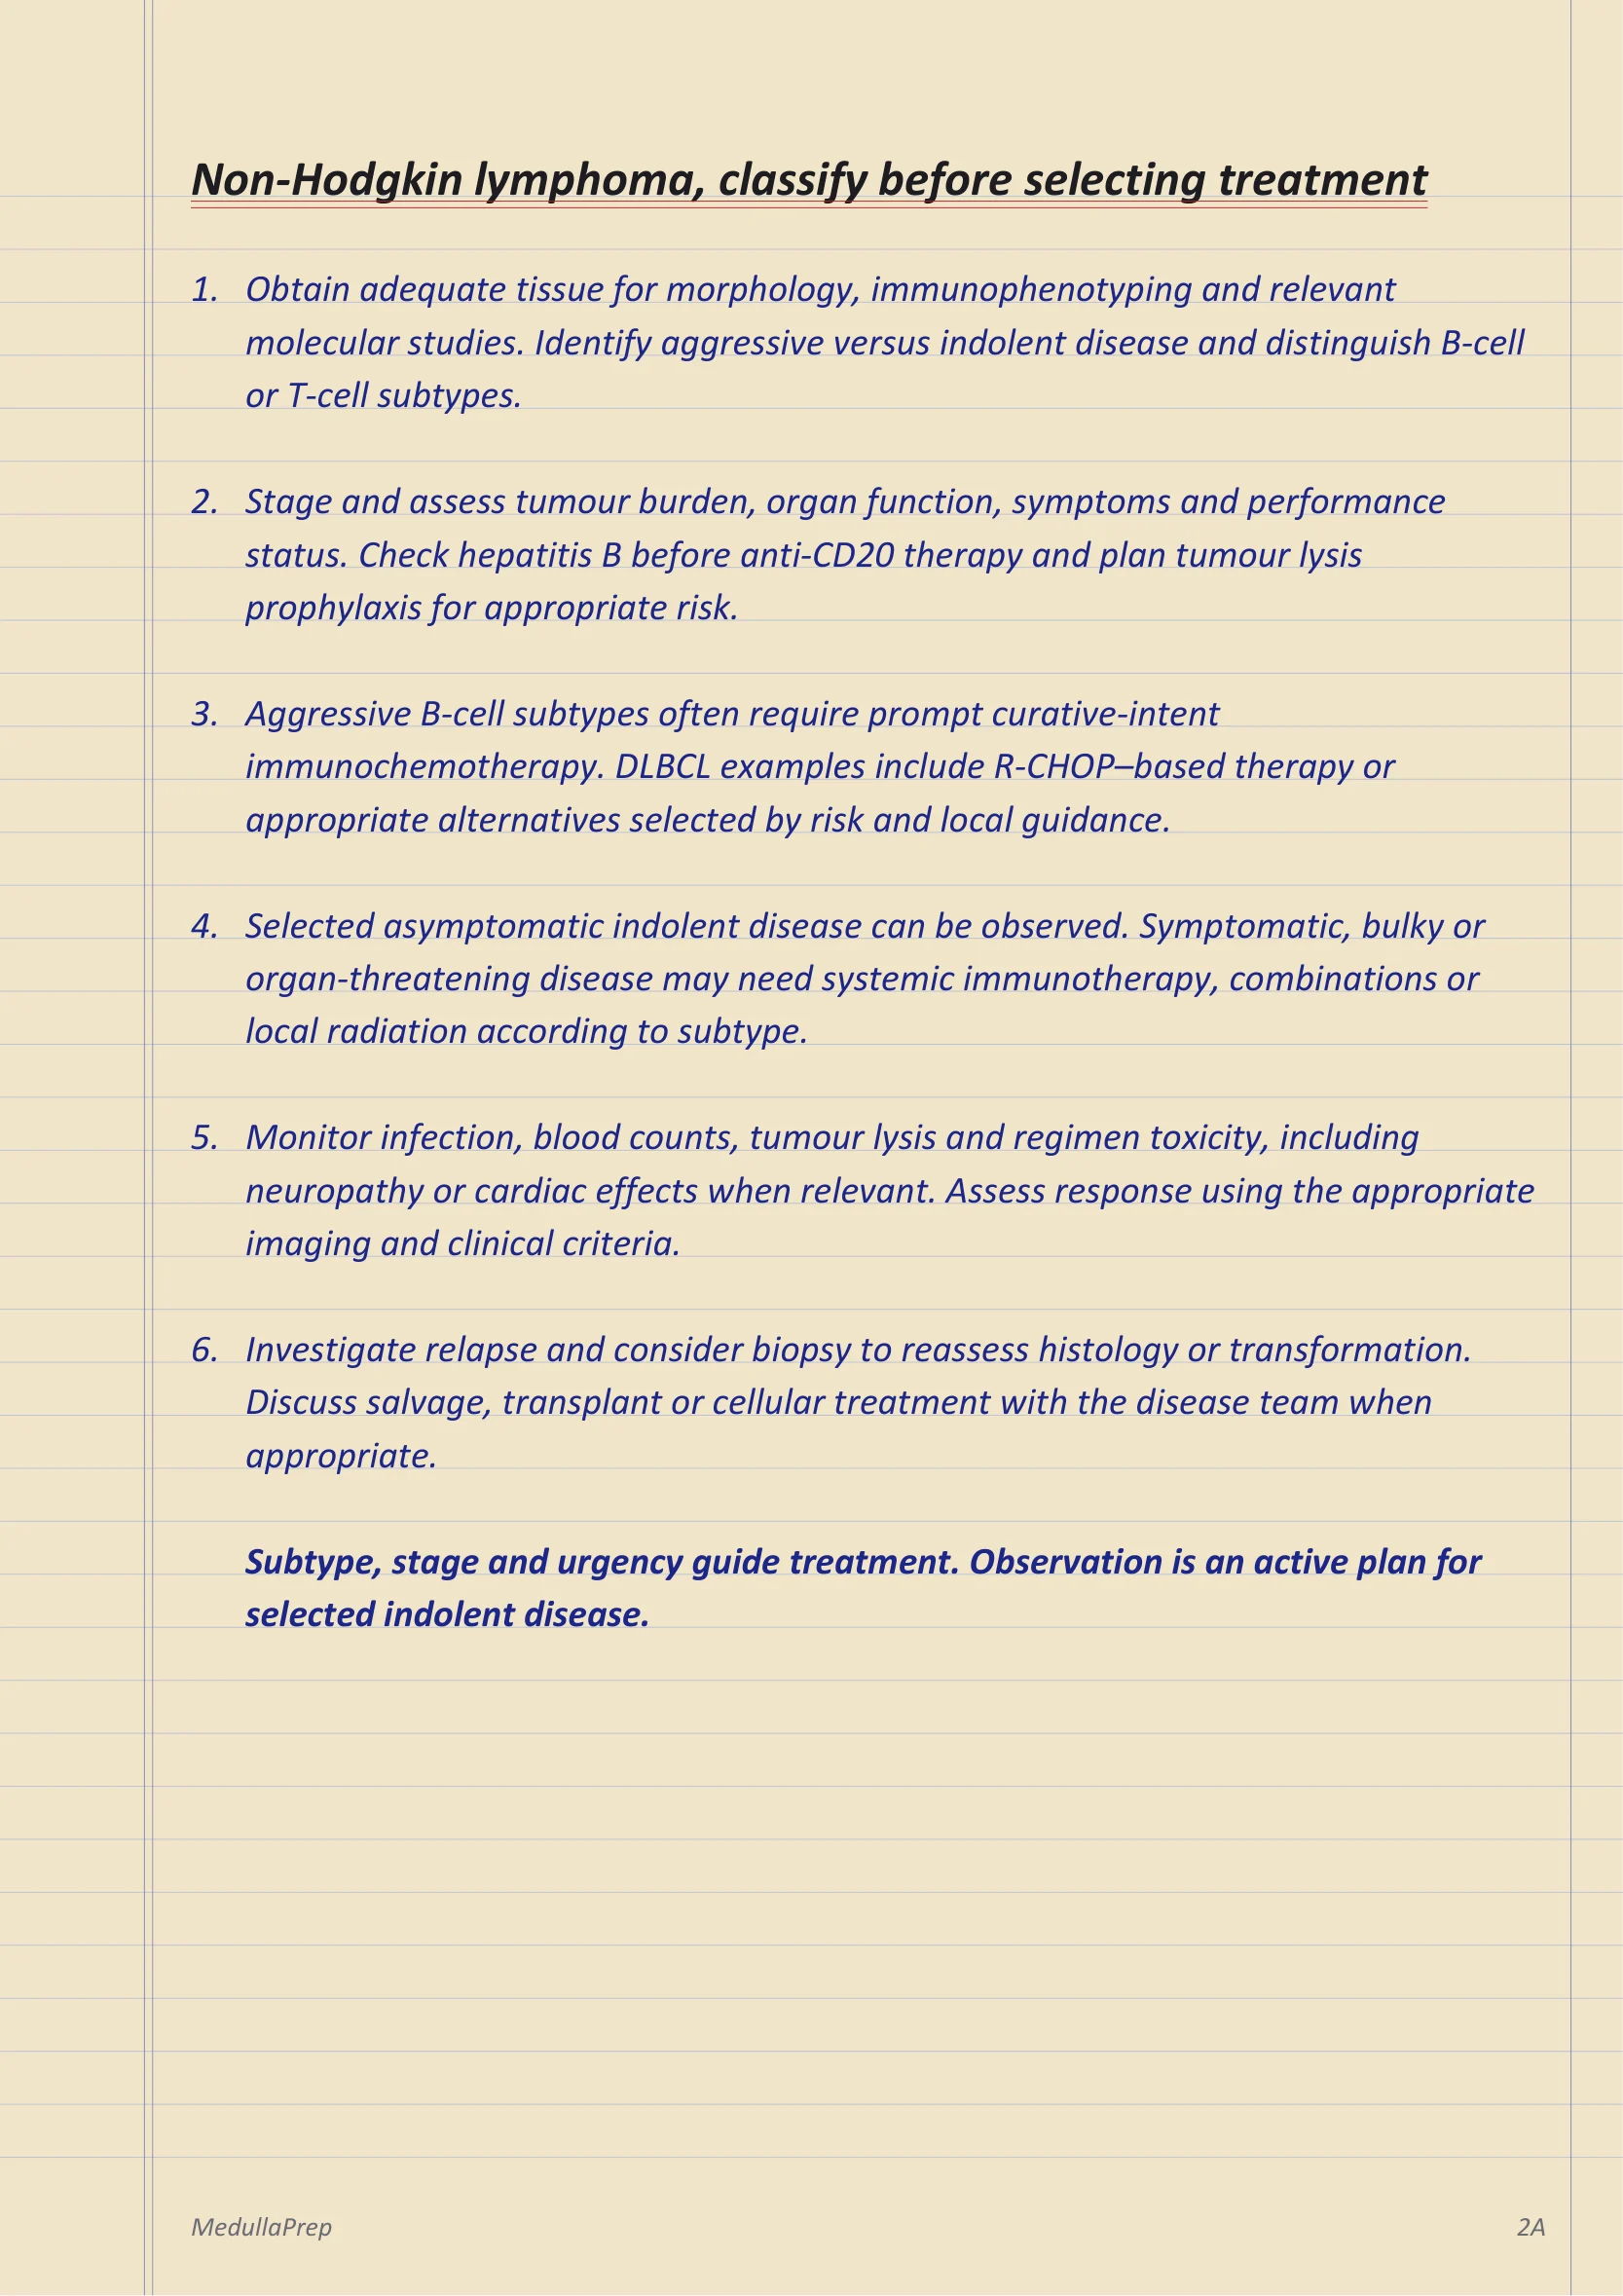 Non-Hodgkin lymphoma, classify before selecting treatment
1. Obtain adequate tissue for morphology, immunophenotyping and relevant
molecular studies. Identify aggressive versus indolent disease and distinguish B-cell
or T-cell subtypes.
2. Stage and assess tumour burden, organ function, symptoms and performance
status. Check hepatitis B before anti-CD20 therapy and plan tumour lysis
prophylaxis for appropriate risk.
3. Aggressive B-cell subtypes often require prompt curative-intent
immunochemotherapy. DLBCL examples include R-CHOP–based therapy or
appropriate alternatives selected by risk and local guidance.
4. Selected asymptomatic indolent disease can be observed. Symptomatic, bulky or
organ-threatening disease may need systemic immunotherapy, combinations or
local radiation according to subtype.
5. Monitor infection, blood counts, tumour lysis and regimen toxicity, including
neuropathy or cardiac effects when relevant. Assess response using the appropriate
imaging and clinical criteria.
6. Investigate relapse and consider biopsy to reassess histology or transformation.
Discuss salvage, transplant or cellular treatment with the disease team when
appropriate.
Subtype, stage and urgency guide treatment. Observation is an active plan for
selected indolent disease.
MedullaPrep
2A